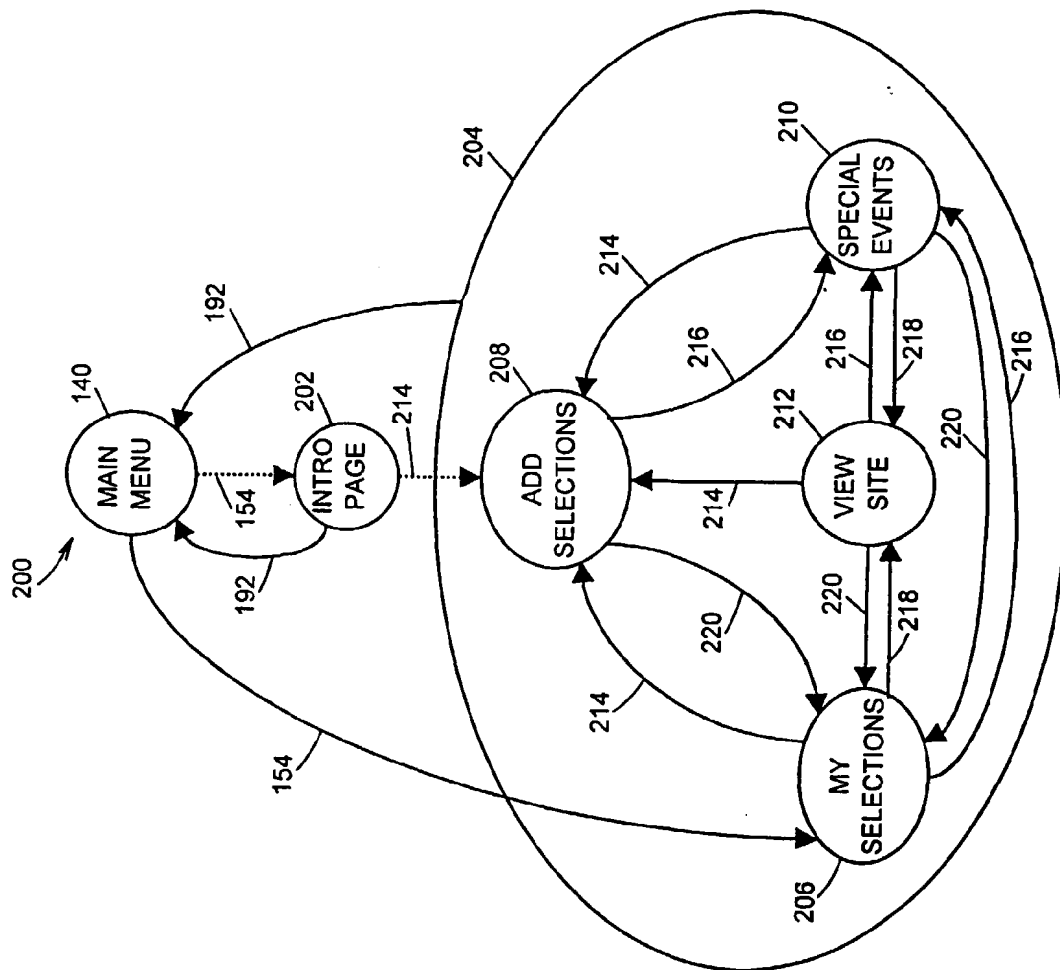 200
MAIN
MENU
140
192
154
192
INTRO
PAGE
202
154
214
204
ADD
SELECTIONS
208
214
220
216
214
214
MY
SELECTIONS
206
220
218
VIEW
SITE
212
216
218
SPECIAL
EVENTS
210
220
216